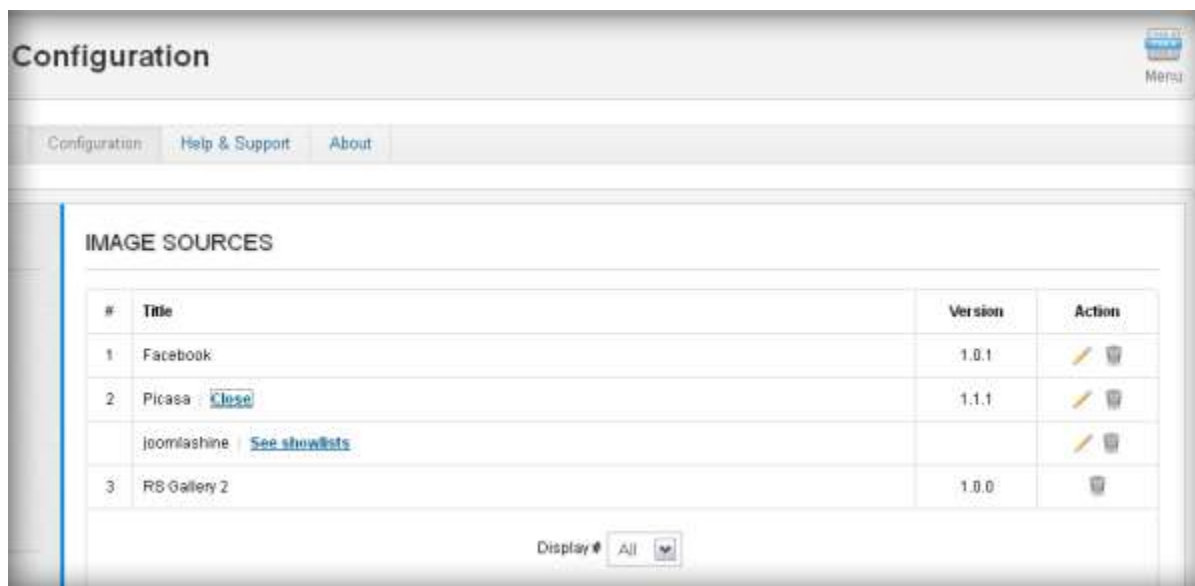 Configuration
Menu
Configuration Help & Support About
IMAGE SOURCES
# Title Version Action
1 Facebook 1.0.1
2 Picasa | Close 1.1.1
joomlashine | See showlists
3 RS Gallery 2 1.0.0
Display # All